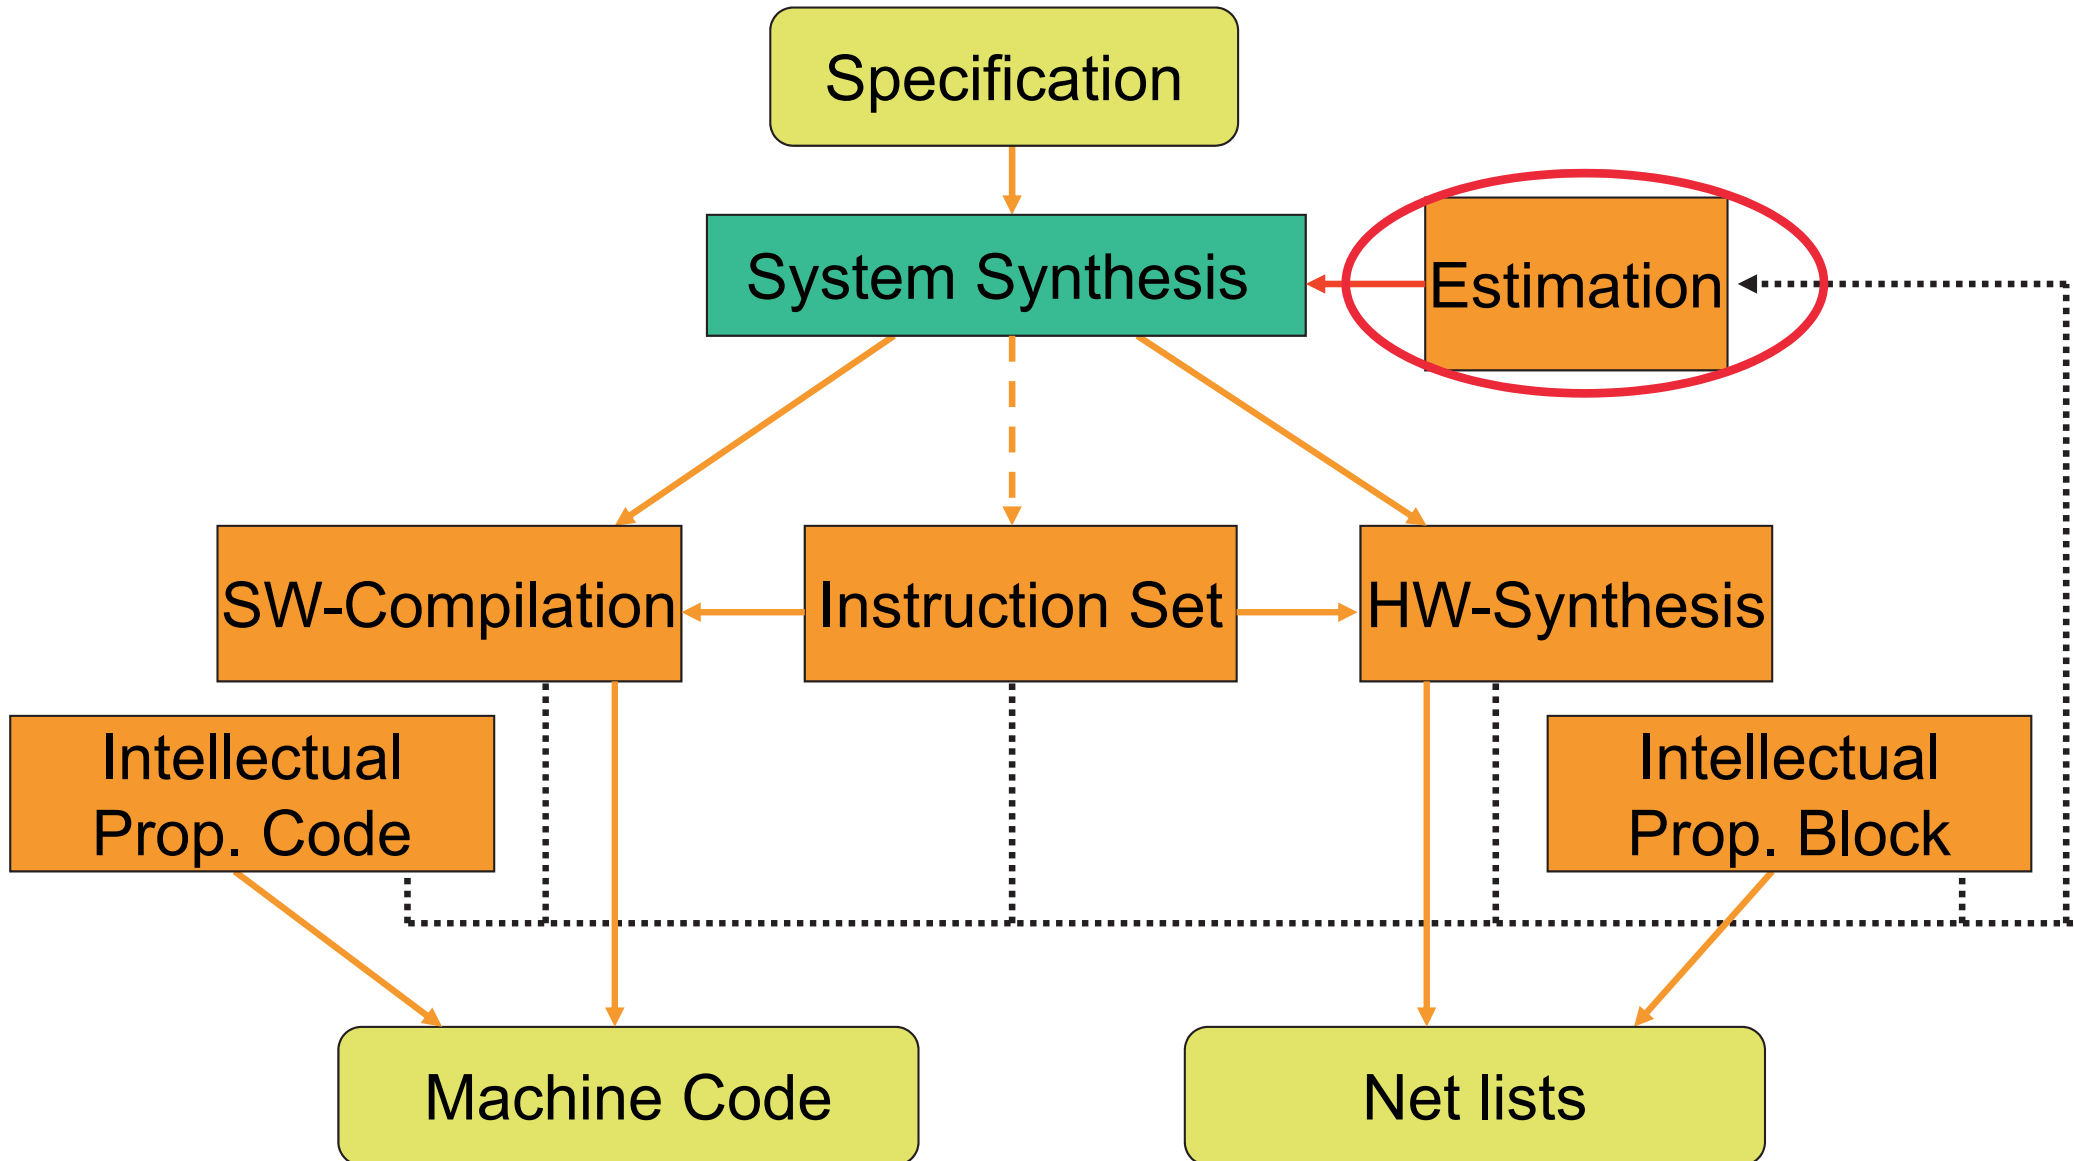 Specification
System Synthesis
Estimation
SW-Compilation
Instruction Set
HW-Synthesis
Intellectual
Prop. Code
Intellectual
Prop. Block
Machine Code
Net lists